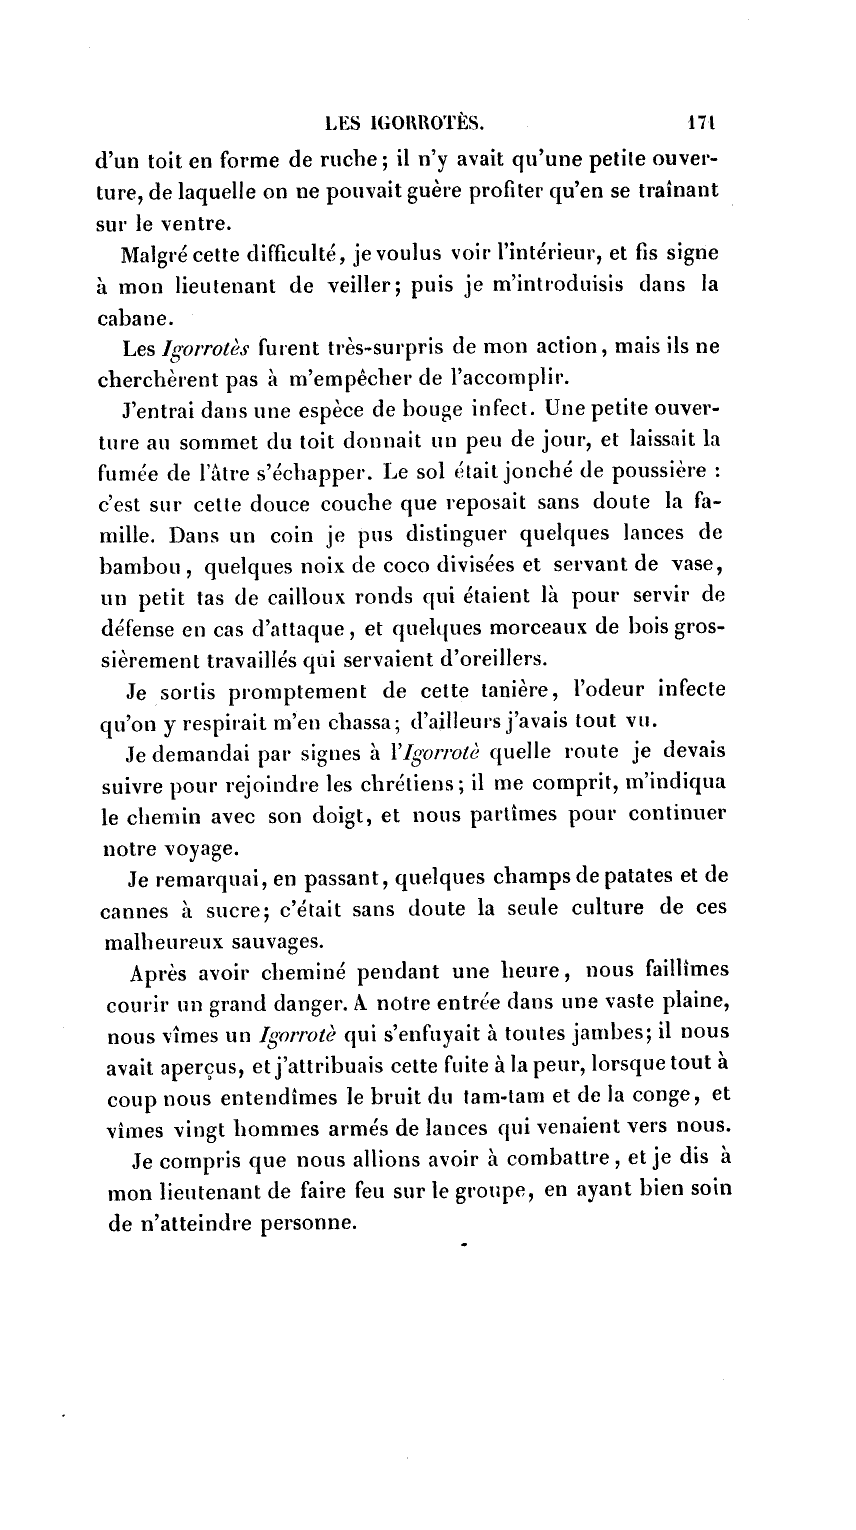 LES IGORROTÈS. 171
d'un toit en forme de ruche; il n'y avait qu'une petite ouver-
ture, de laquelle on ne pouvait guère profiter qu'en se traînant
sur le ventre.
Malgré cette difficulté, je voulus voir l'intérieur, et fis signe
à mon lieutenant de veiller; puis je m'introduisis dans la
cabane.
Les Igorrotès furent très-surpris de mon action, mais ils ne
cherchèrent pas à m'empêcher de l'accomplir.
J'entrai dans une espèce de bouge infect. Une petite ouver-
ture au sommet du toit donnait un peu de jour, et laissait la
fumée de l'âtre s'échapper. Le sol était jonché de poussière :
c'est sur cette douce couche que reposait sans doute la fa-
mille. Dans un coin je pus distinguer quelques lances de
bambou, quelques noix de coco divisées et servant de vase,
un petit tas de cailloux ronds qui étaient là pour servir de
défense en cas d'attaque, et quelques morceaux de bois gros-
sièrement travaillés qui servaient d'oreillers.
Je sortis promptement de cette tanière, l'odeur infecte
qu'on y respirait m'en chassa; d'ailleurs j'avais tout vu.
Je demandai par signes à l'Igorrotè quelle route je devais
suivre pour rejoindre les chrétiens; il me comprit, m'indiqua
le chemin avec son doigt, et nous partîmes pour continuer
notre voyage.
Je remarquai, en passant, quelques champs de patates et de
cannes à sucre; c'était sans doute la seule culture de ces
malheureux sauvages.
Après avoir cheminé pendant une heure, nous faillîmes
courir un grand danger. A notre entrée dans une vaste plaine,
nous vîmes un Igorrotè qui s'enfuyait à toutes jambes; il nous
avait aperçus, et j'attribuais cette fuite à la peur, lorsque tout à
coup nous entendîmes le bruit du tam-tam et de la conge, et
vîmes vingt hommes armés de lances qui venaient vers nous.
Je compris que nous allions avoir à combattre, et je dis à
mon lieutenant de faire feu sur le groupe, en ayant bien soin
de n'atteindre personne.